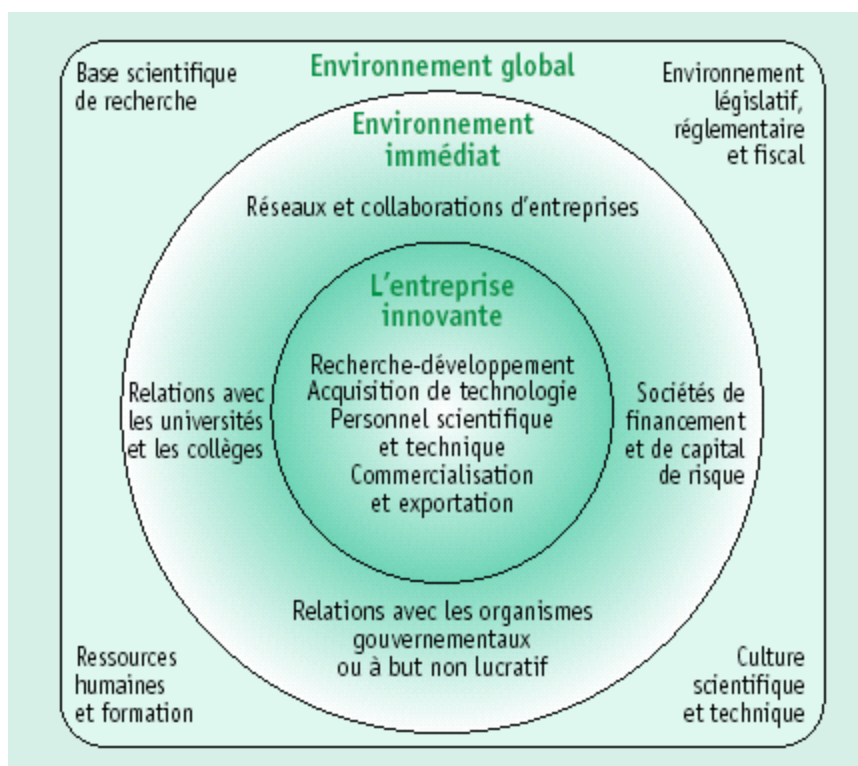 Environnement global
Base scientifique
de recherche
Environnement
législatif,
réglementaire
et fiscal
Environnement
immédiat
Réseaux et collaborations d'entreprises
L'entreprise
innovante
Recherche-développement
Acquisition de technologie
Personnel scientifique
et technique
Commercialisation
et exportation
Relations avec
les universités
et les collèges
Sociétés de
financement
et de capital
de risque
Relations avec les organismes
gouvernementaux
ou à but non lucratif
Ressources
humaines
et formation
Culture
scientifique
et technique